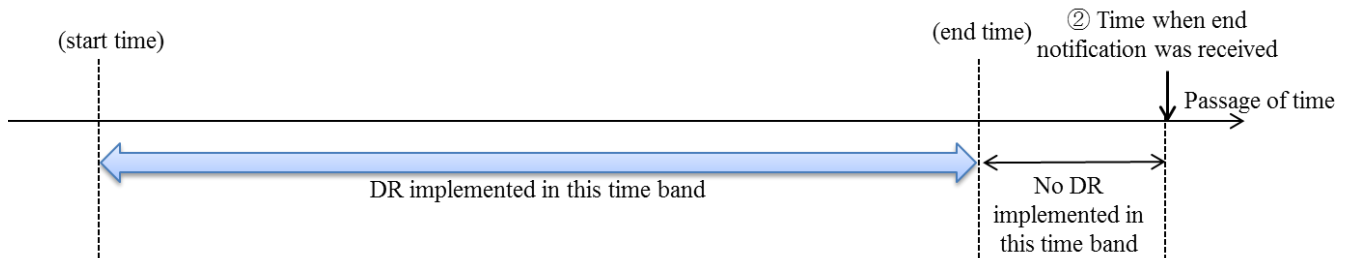 (start time)
(end time)
② Time when end
notification was received
Passage of time
DR implemented in this time band
No DR
implemented in
this time band